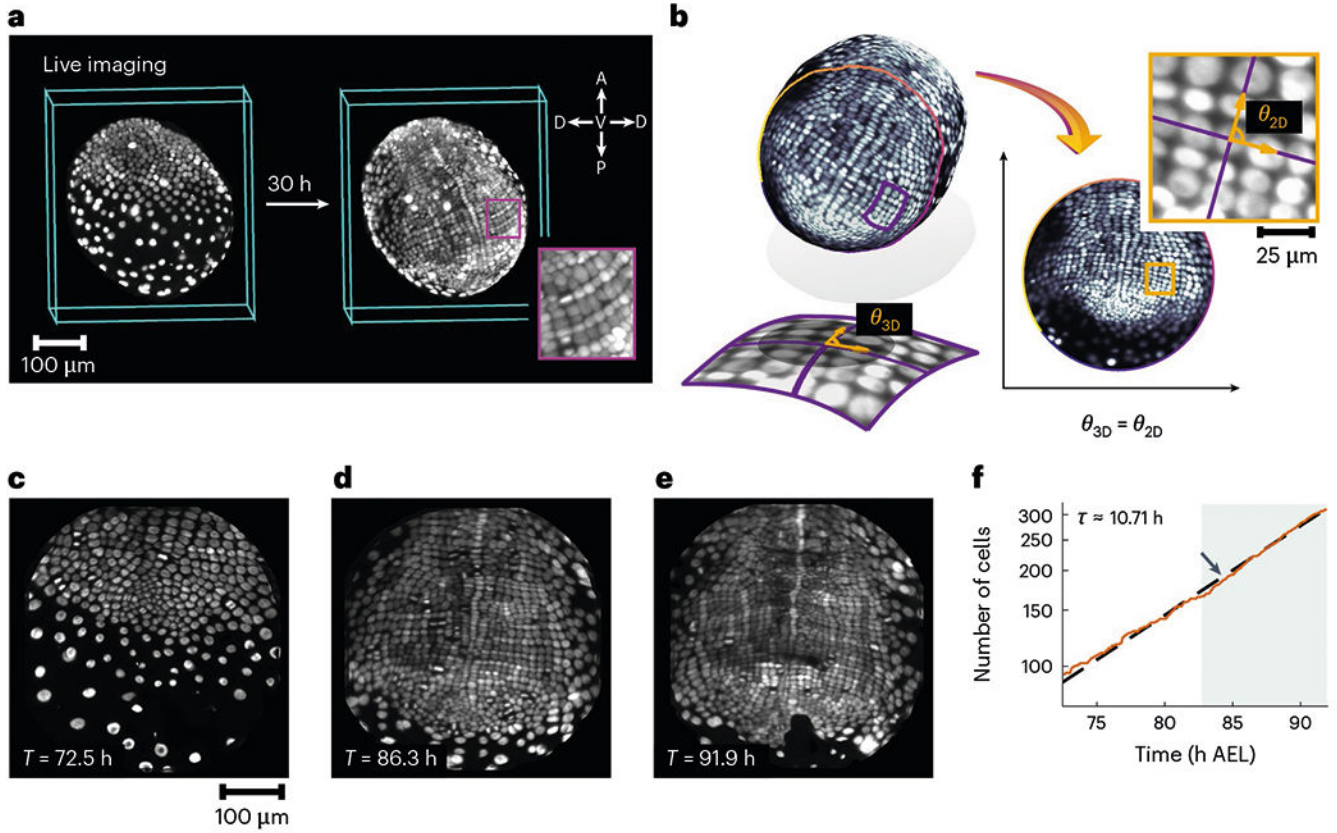 a
Live imaging
30 h
A
D V D
P
100 μm
b
θ2D
25 μm
θ3D
θ3D = θ2D
c
T = 72.5 h
100 μm
d
T = 86.3 h
e
T = 91.9 h
f
τ ≈ 10.71 h
Number of cells
300
250
200
150
100
75 80 85 90
Time (h AEL)